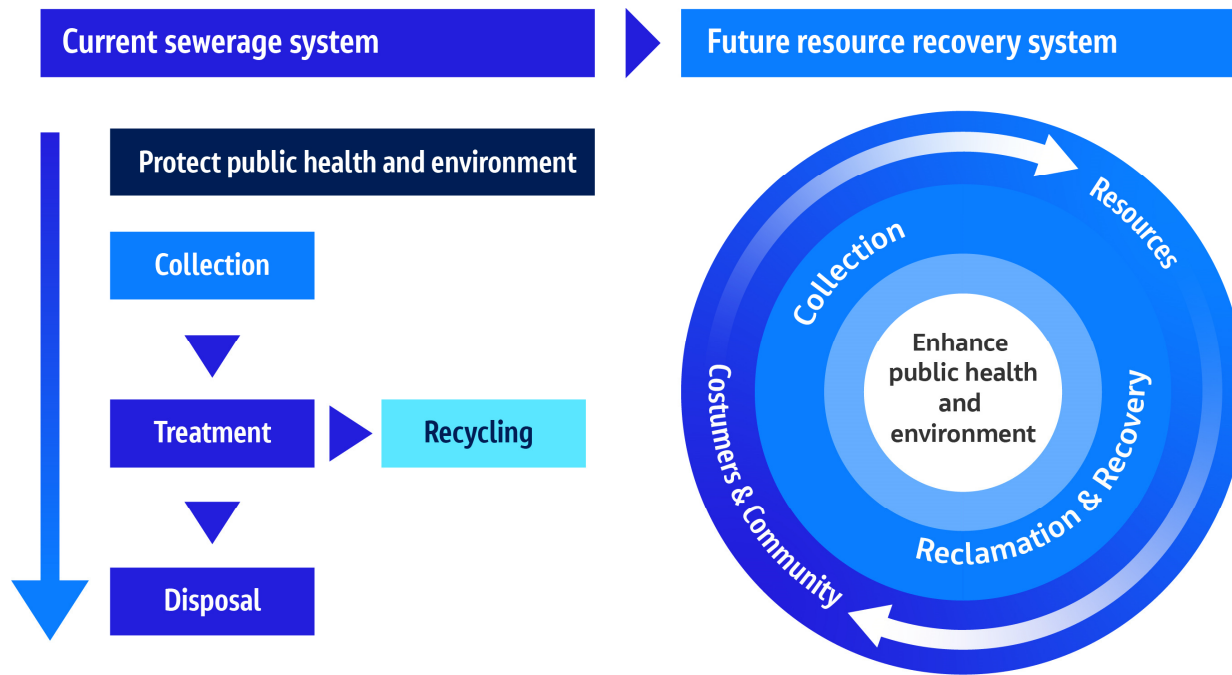 Current sewerage system
Future resource recovery system
Protect public health and environment
Collection
Treatment
Recycling
Disposal
Resources
Collection
Enhance
public health
and
environment
Costumers & Community
Reclamation & Recovery